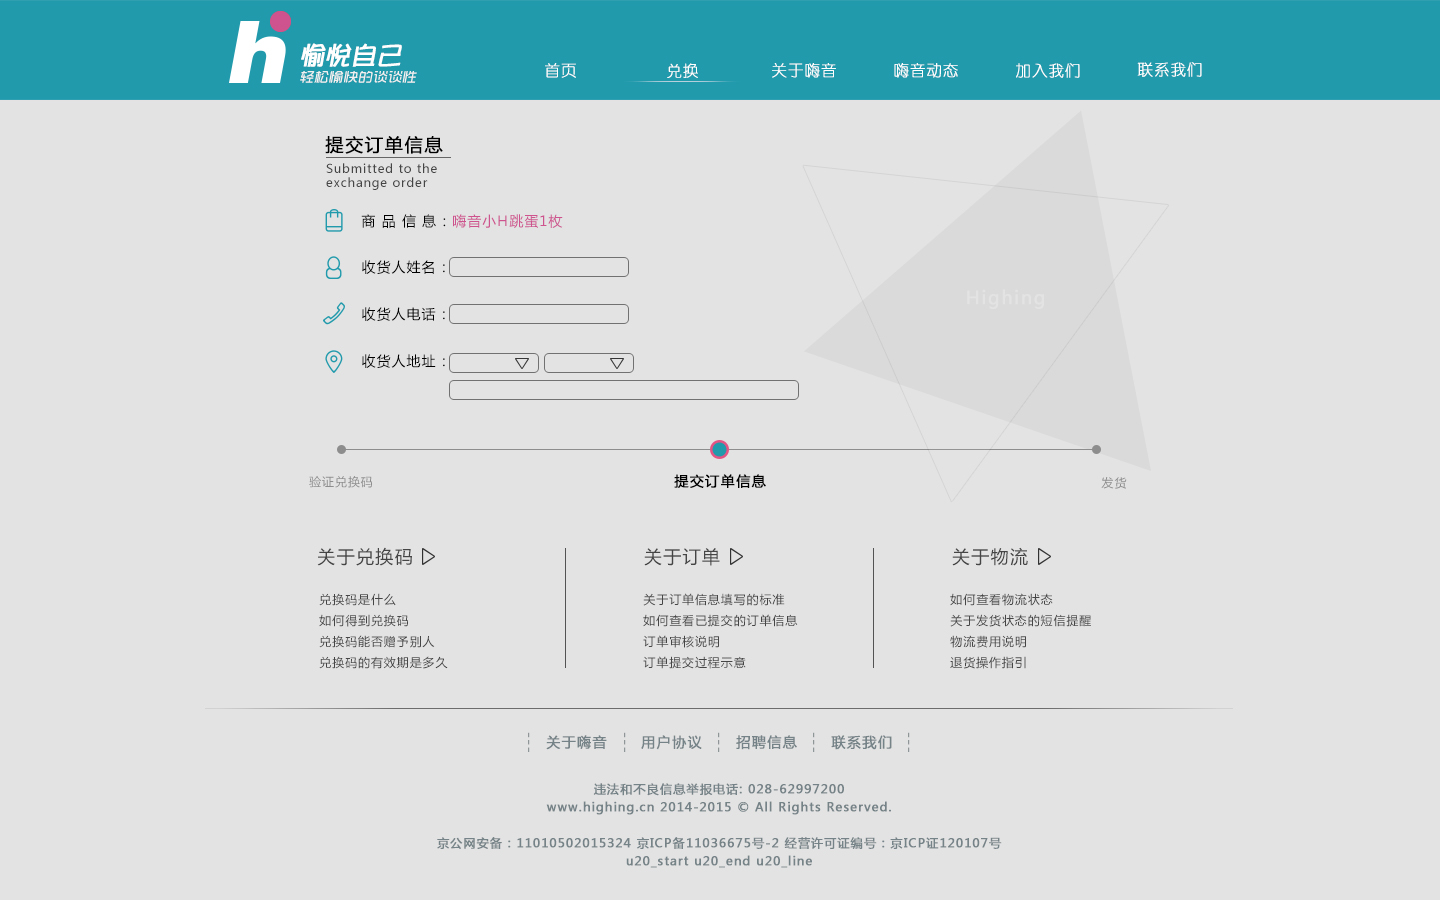 hi 愉悦自己
轻松愉快的谈谈性
首页 兑换 关于嗨音 嗨音动态 加入我们 联系我们
提交订单信息
Submitted to the
exchange order
商品信息:嗨音小H跳蛋1枚
收货人姓名:
收货人电话:
收货人地址:
Highing
验证兑换码 提交订单信息 发货
关于兑换码
兑换码是什么
如何得到兑换码
兑换码能否赠予别人
兑换码的有效期是多久
关于订单
关于订单信息填写的标准
如何查看已提交的订单信息
订单审核说明
订单提交过程示意
关于物流
如何查看物流状态
关于发货状态的短信提醒
物流费用说明
退货操作指引
关于嗨音 用户协议 招聘信息 联系我们
违法和不良信息举报电话: 028-62997200
www.highing.cn 2014-2015 © All Rights Reserved.
京公网安备:11010502015324 京ICP备11036675号-2 经营许可证编号:京ICP证120107号
u20_start u20_end u20_line